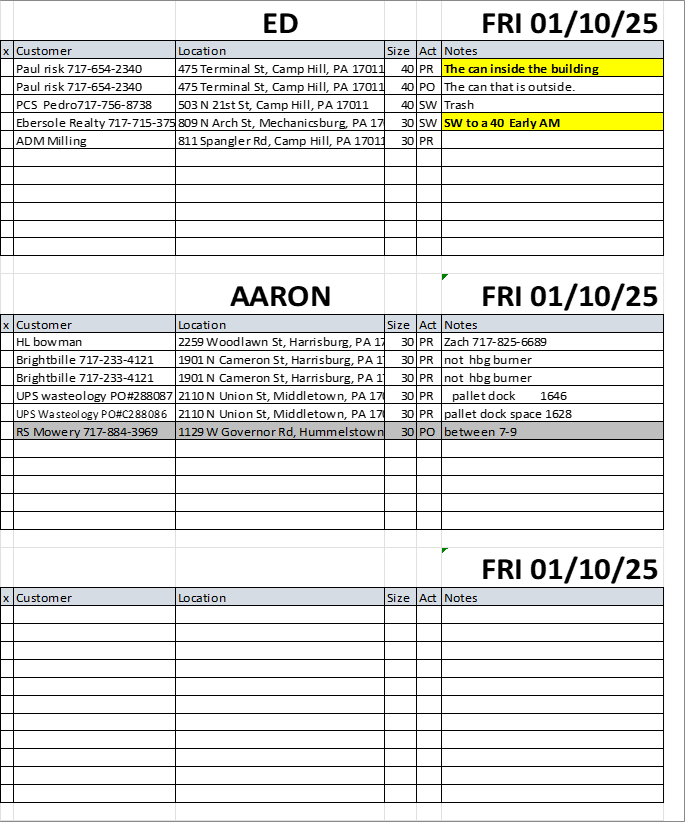 ED FRI 01/10/25
x Customer Location Size Act Notes
Paul risk 717-654-2340 475 Terminal St, Camp Hill, PA 17011 40 PR The can inside the building
Paul risk 717-654-2340 475 Terminal St, Camp Hill, PA 17011 40 PO The can that is outside.
PCS Pedro717-756-8738 503 N 21st St, Camp Hill, PA 17011 40 SW Trash
Ebersole Realty 717-715-375 809 N Arch St, Mechanicsburg, PA 17 30 SW SW to a 40 Early AM
ADM Milling 811 Spangler Rd, Camp Hill, PA 17011 30 PR
AARON FRI 01/10/25
x Customer Location Size Act Notes
HL bowman 2259 Woodlawn St, Harrisburg, PA 17 30 PR Zach 717-825-6689
Brightbille 717-233-4121 1901 N Cameron St, Harrisburg, PA 1 30 PR not hbg burner
Brightbille 717-233-4121 1901 N Cameron St, Harrisburg, PA 1 30 PR not hbg burner
UPS wasteology PO#288087 2110 N Union St, Middletown, PA 17 30 PR pallet dock 1646
UPS Wasteology PO#C288086 2110 N Union St, Middletown, PA 170 30 PR pallet dock space 1628
RS Mowery 717-884-3969 1129 W Governor Rd, Hummelstown 30 PO between 7-9
FRI 01/10/25
x Customer Location Size Act Notes